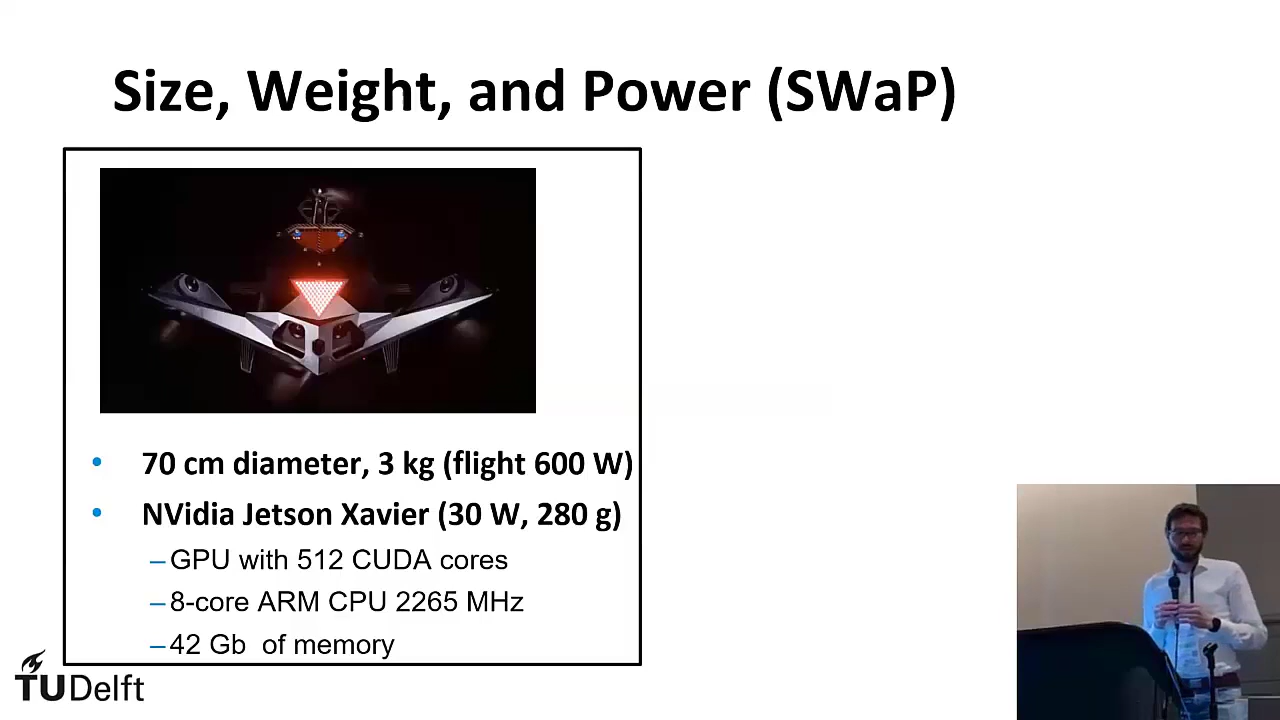 Size, Weight, and Power (SWaP)
• 70 cm diameter, 3 kg (flight 600 W)
• NVidia Jetson Xavier (30 W, 280 g)
–GPU with 512 CUDA cores
–8-core ARM CPU 2265 MHz
–42 Gb of memory
TUDelft